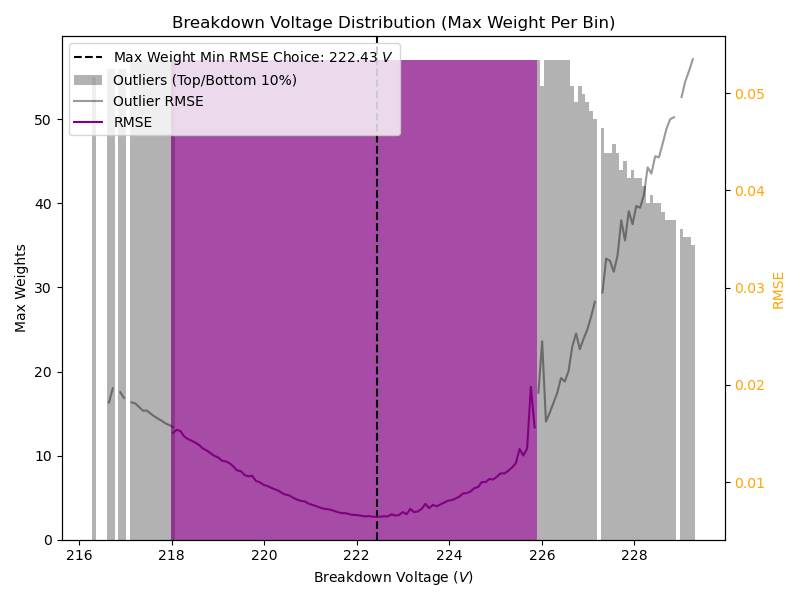 Breakdown Voltage Distribution (Max Weight Per Bin)
Max Weight Min RMSE Choice: 222.43 V
Outliers (Top/Bottom 10%)
Outlier RMSE
RMSE
Max Weights
50
40
30
20
10
0
0.05
0.04
0.03
0.02
0.01
RMSE
216 218 220 222 224 226 228
Breakdown Voltage (V)